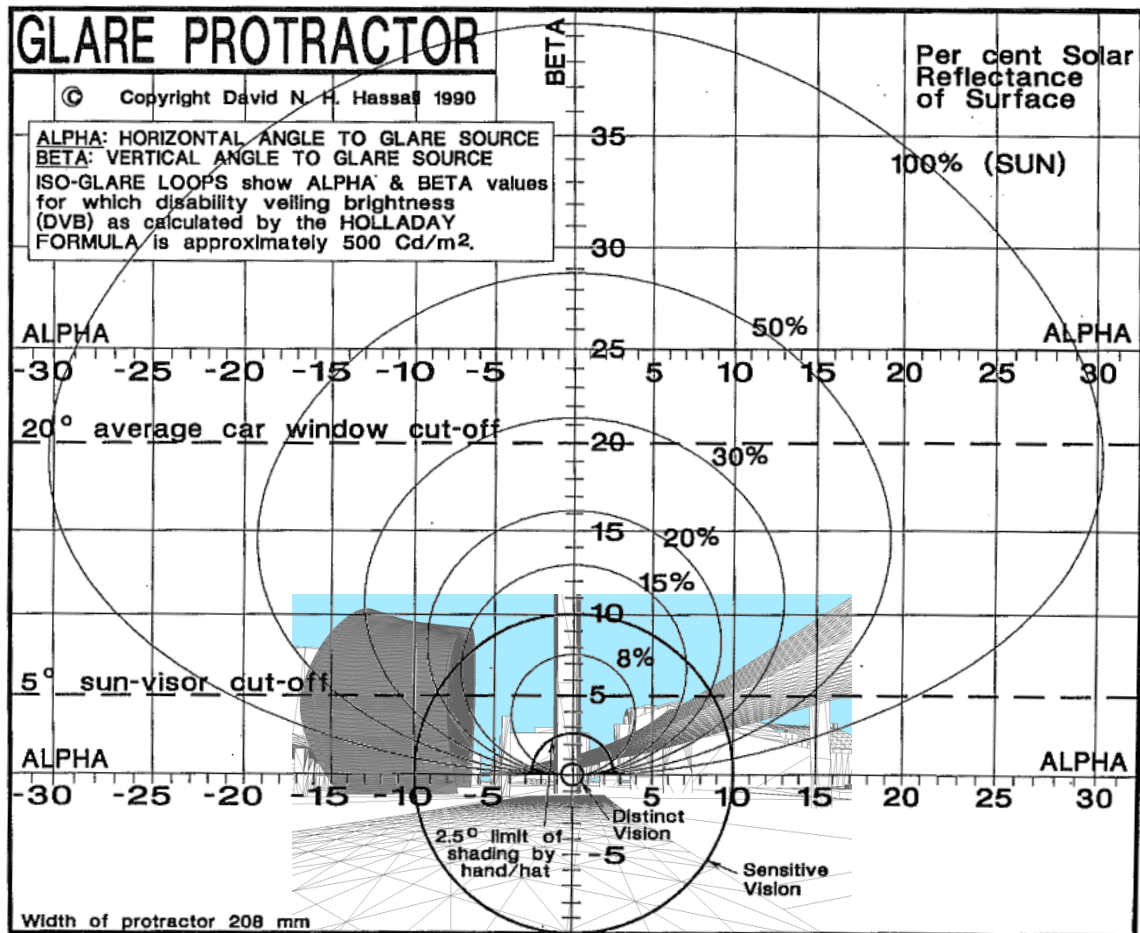 GLARE PROTRACTOR
© Copyright David N. H. Hassall 1990
ALPHA: HORIZONTAL ANGLE TO GLARE SOURCE
BETA: VERTICAL ANGLE TO GLARE SOURCE
ISO-GLARE LOOPS show ALPHA & BETA values
for which disability veiling brightness
(DVB) as calculated by the HOLLADAY
FORMULA is approximately 500 Cd/m².
BETA
Per cent Solar
Reflectance
of Surface
35
100% (SUN)
30
50%
ALPHA
25
ALPHA
-30 -25 -20 -15 -10 -5 5 10 15 20 25 30
20° average car window cut-off
20
30%
15
20%
15%
10
8%
5° sun-visor cut-off
5
ALPHA
ALPHA
-30 -25 -20 -15 -10 -5 5 10 15 20 25 30
Distinct
Vision
2.5° limit of
shading by
hand/hat
-5
Sensitive
Vision
Width of protractor 208 mm